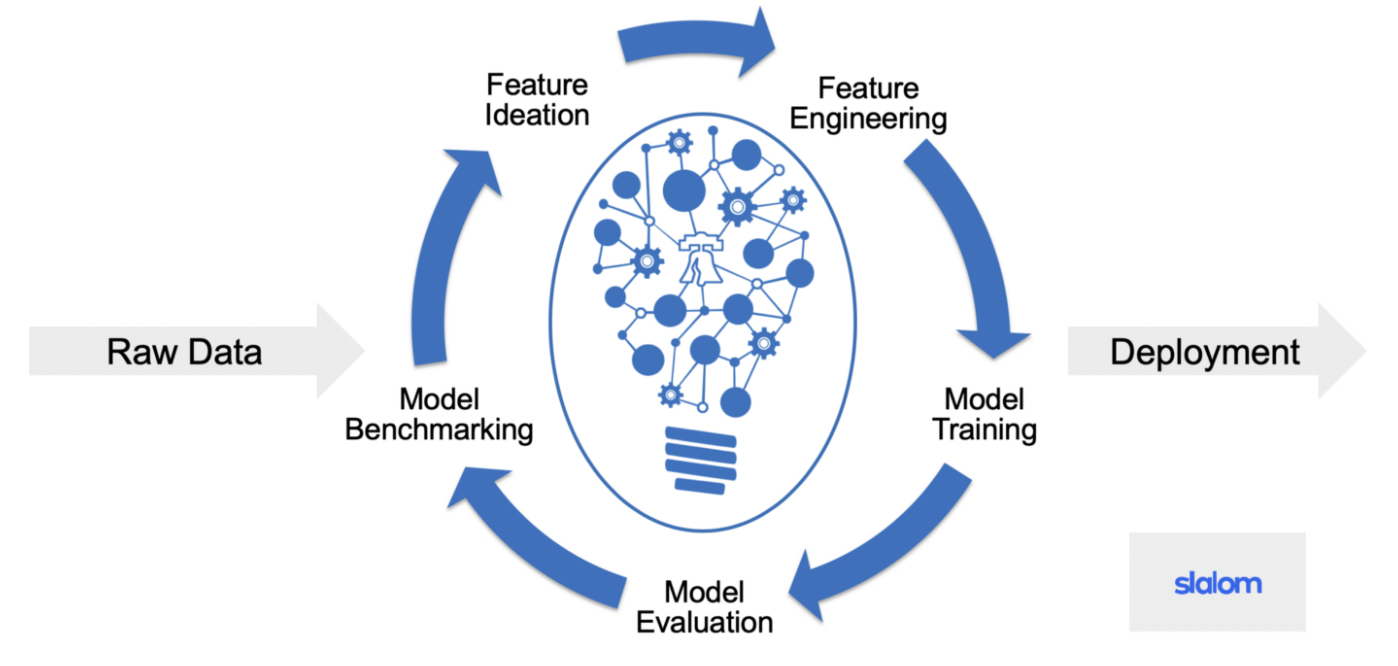 Feature
Ideation
Feature
Engineering
Raw Data
Deployment
Model
Benchmarking
Model
Training
Model
Evaluation
slalom